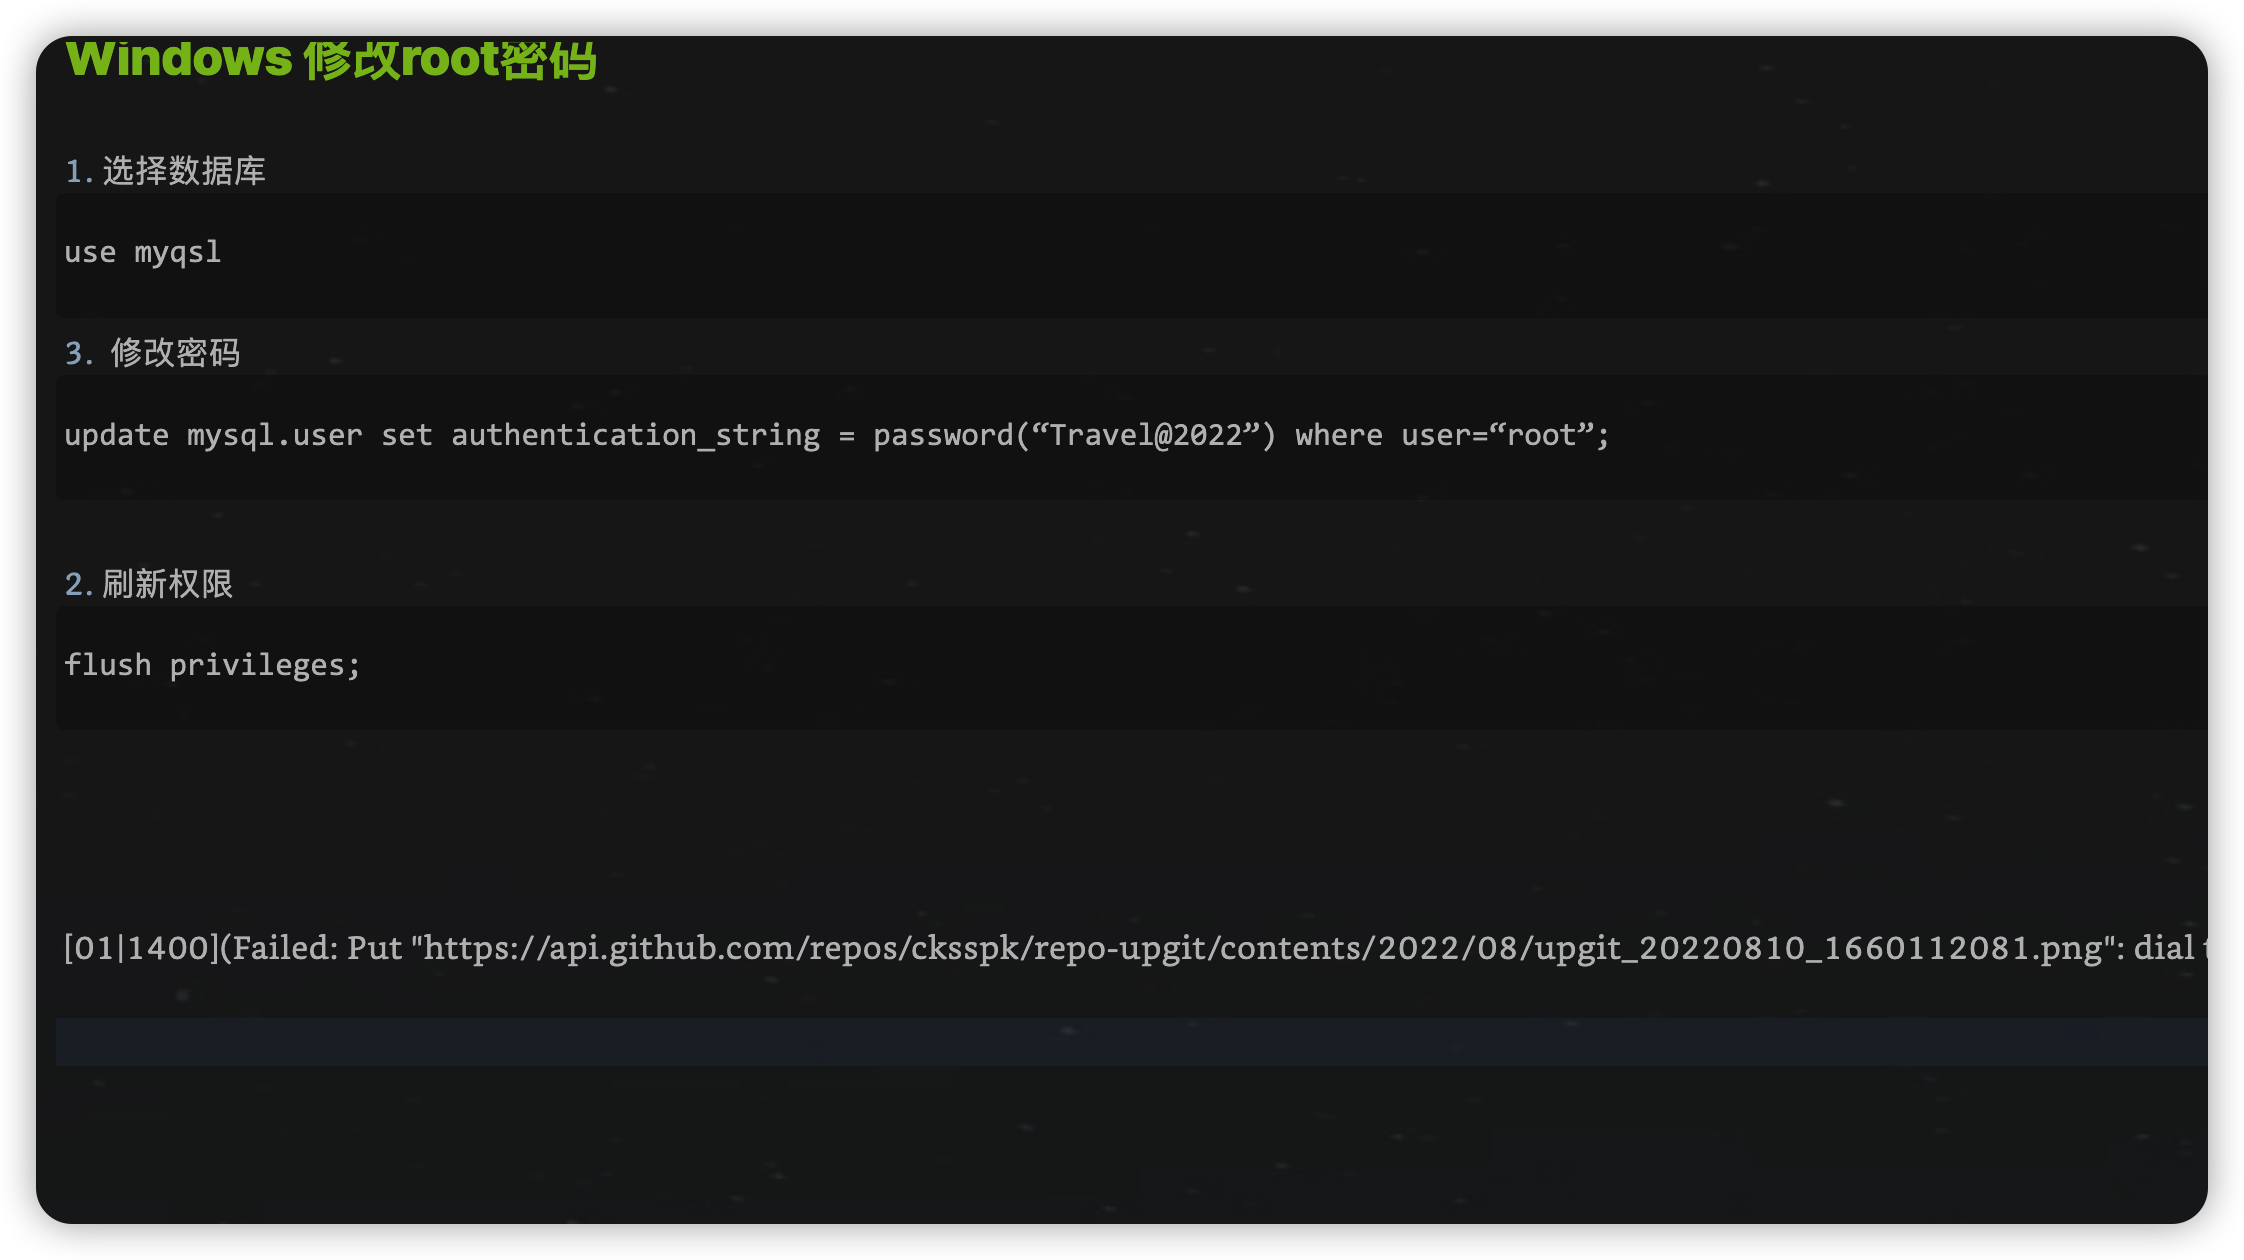 Windows 修改root密码
1. 选择数据库
use myqsl
3. 修改密码
update mysql.user set authentication_string = password(“Travel@2022”) where user=“root”;
2. 刷新权限
flush privileges;
[01|1400](Failed: Put "https://api.github.com/repos/cksspk/repo-upgit/contents/2022/08/upgit_20220810_1660112081.png": dial t